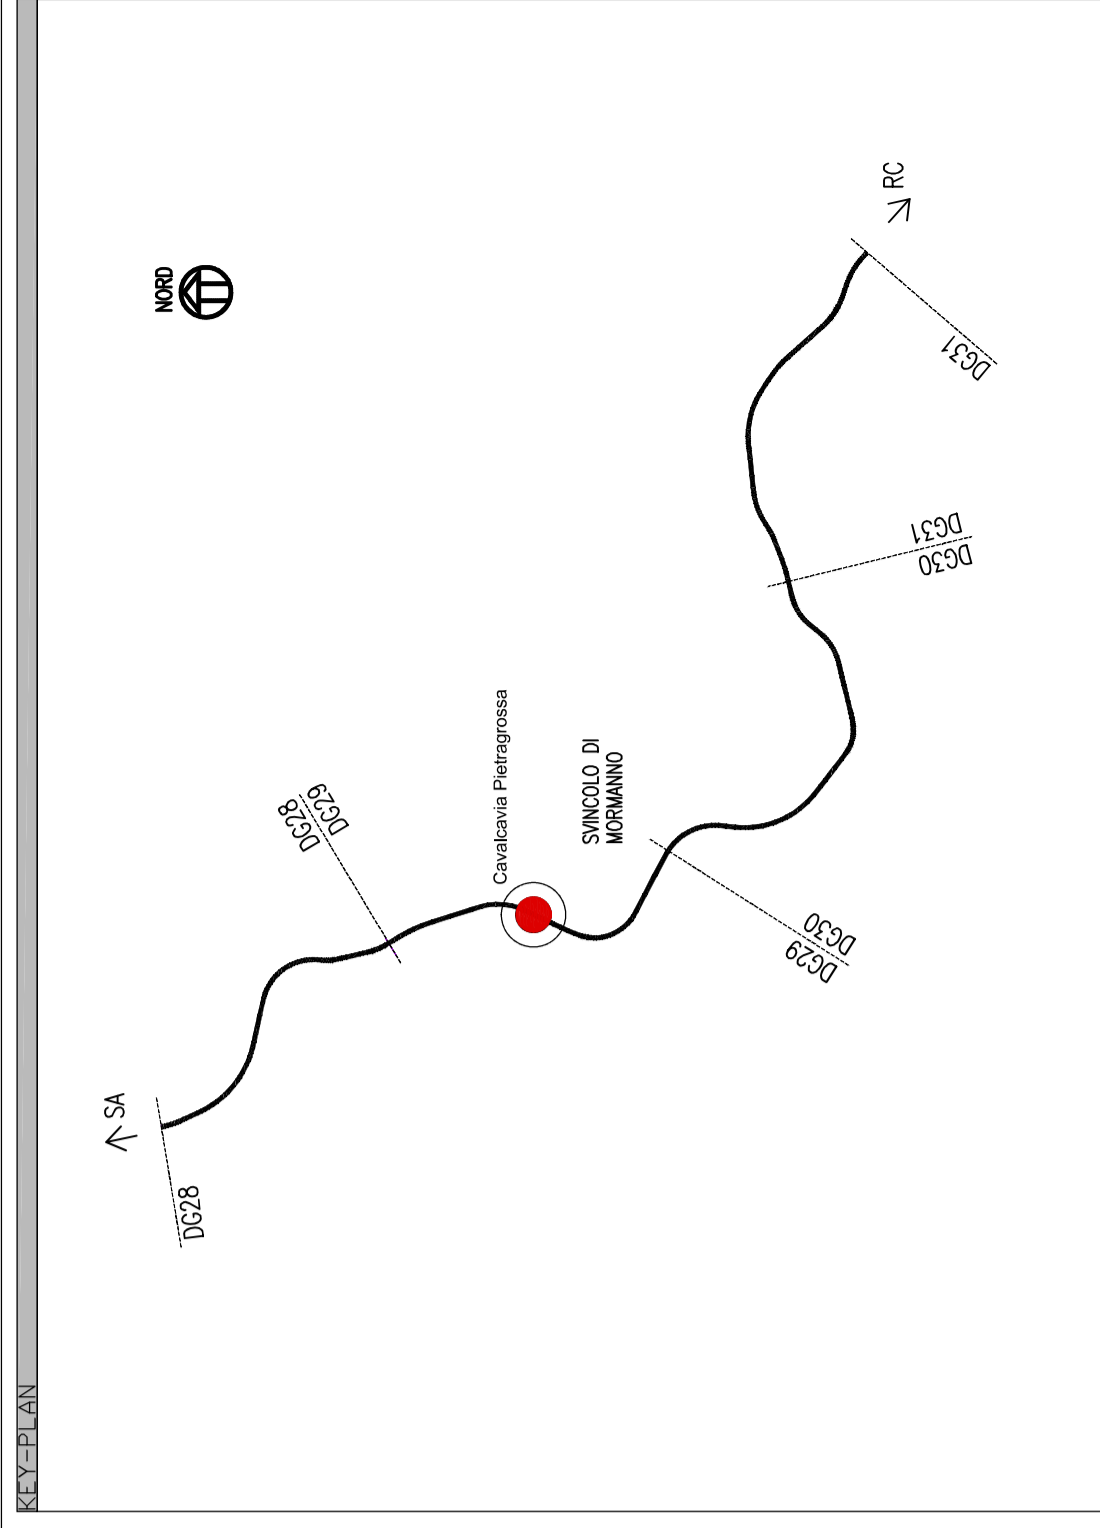 KEY-PLAN
NORD
SA
DG28
DG28
DG29
Cavalcavia Pietragrossa
SVINCOLO DI
MORMANNO
DG29
DG30
DG30
DG31
DG31
RC